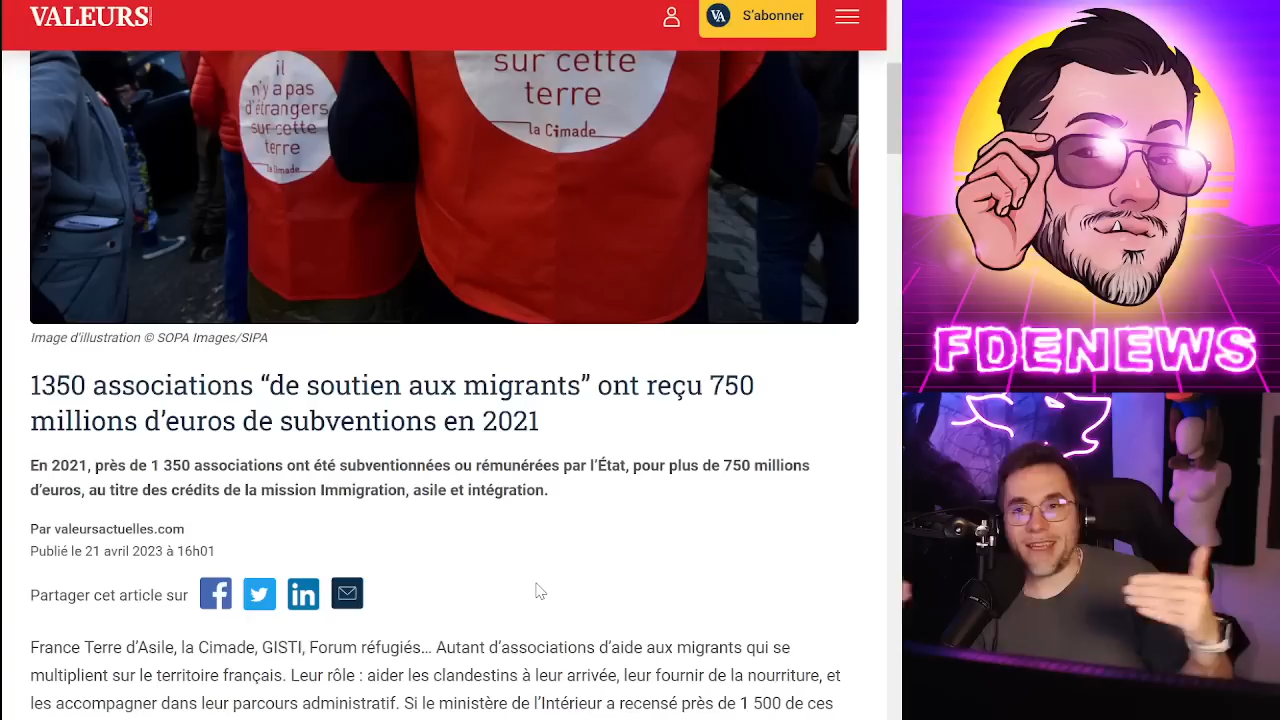 VALEURS
VA
S'abonner
il
n'y a pas
d'étrangers
sur cette
terre
la Cimade
sur cette
terre
la Cimade
Image d'illustration © SOPA Images/SIPA
1350 associations “de soutien aux migrants” ont reçu 750
millions d’euros de subventions en 2021
En 2021, près de 1 350 associations ont été subventionnées ou rémunérées par l’État, pour plus de 750 millions
d’euros, au titre des crédits de la mission Immigration, asile et intégration.
Par valeursactuelles.com
Publié le 21 avril 2023 à 16h01
Partager cet article sur
France Terre d’Asile, la Cimade, GISTI, Forum réfugiés… Autant d’associations d’aide aux migrants qui se
multiplient sur le territoire français. Leur rôle : aider les clandestins à leur arrivée, leur fournir de la nourriture, et
les accompagner dans leur parcours administratif. Si le ministère de l’Intérieur a recensé près de 1 500 de ces
FDENEWS